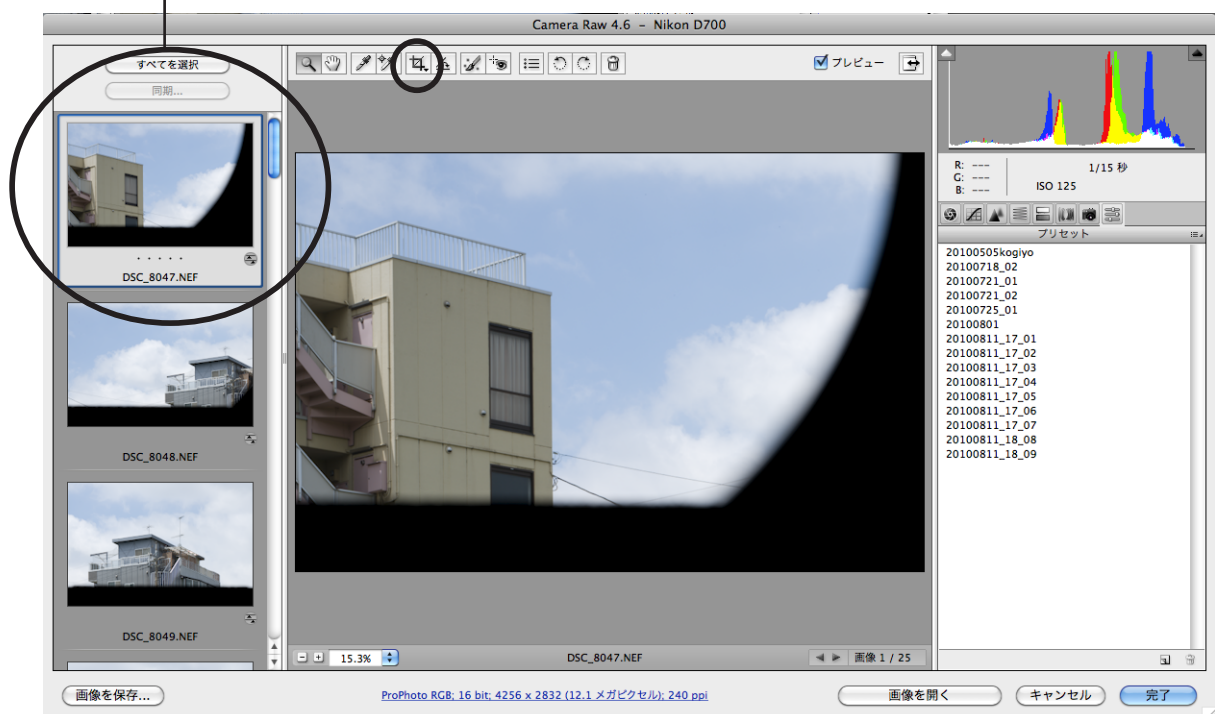 Camera Raw 4.6 – Nikon D700
すべてを選択
同期...
プレビュー
DSC_8047.NEF
DSC_8048.NEF
DSC_8049.NEF
R: ---
G: ---
B: ---
1/15 秒
ISO 125
プリセット
20100505kogiyo
20100718_02
20100721_01
20100721_02
20100725_01
20100801
20100811_17_01
20100811_17_02
20100811_17_03
20100811_17_04
20100811_17_05
20100811_17_06
20100811_17_07
20100811_18_08
20100811_18_09
15.3%
DSC_8047.NEF
画像 1 / 25
画像を保存...
ProPhoto RGB; 16 bit; 4256 x 2832 (12.1 メガピクセル); 240 ppi
画像を開く
キャンセル
完了